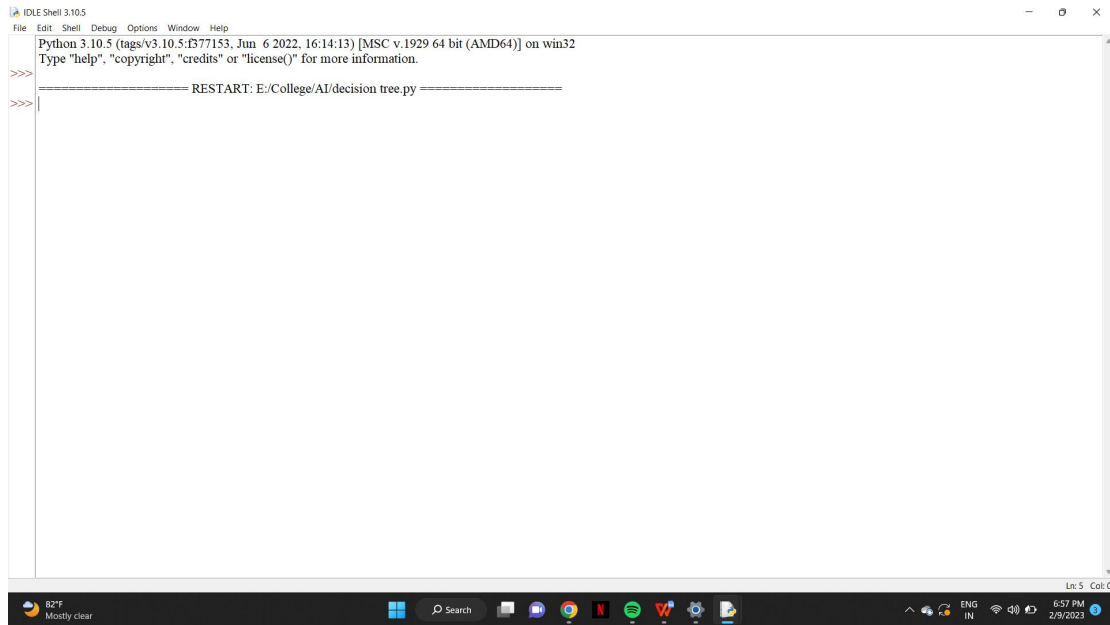 IDLE Shell 3.10.5
File Edit Shell Debug Options Window Help
Python 3.10.5 (tags/v3.10.5:f377153, Jun  6 2022, 16:14:13) [MSC v.1929 64 bit (AMD64)] on win32
Type "help", "copyright", "credits" or "license()" for more information.
>>>
==================== RESTART: E:/College/AI/decision tree.py ===================
>>>
Ln: 5 Col: 0
82°F
Mostly clear
Search
N
W
ENG
IN
6:57 PM
2/9/2023
3